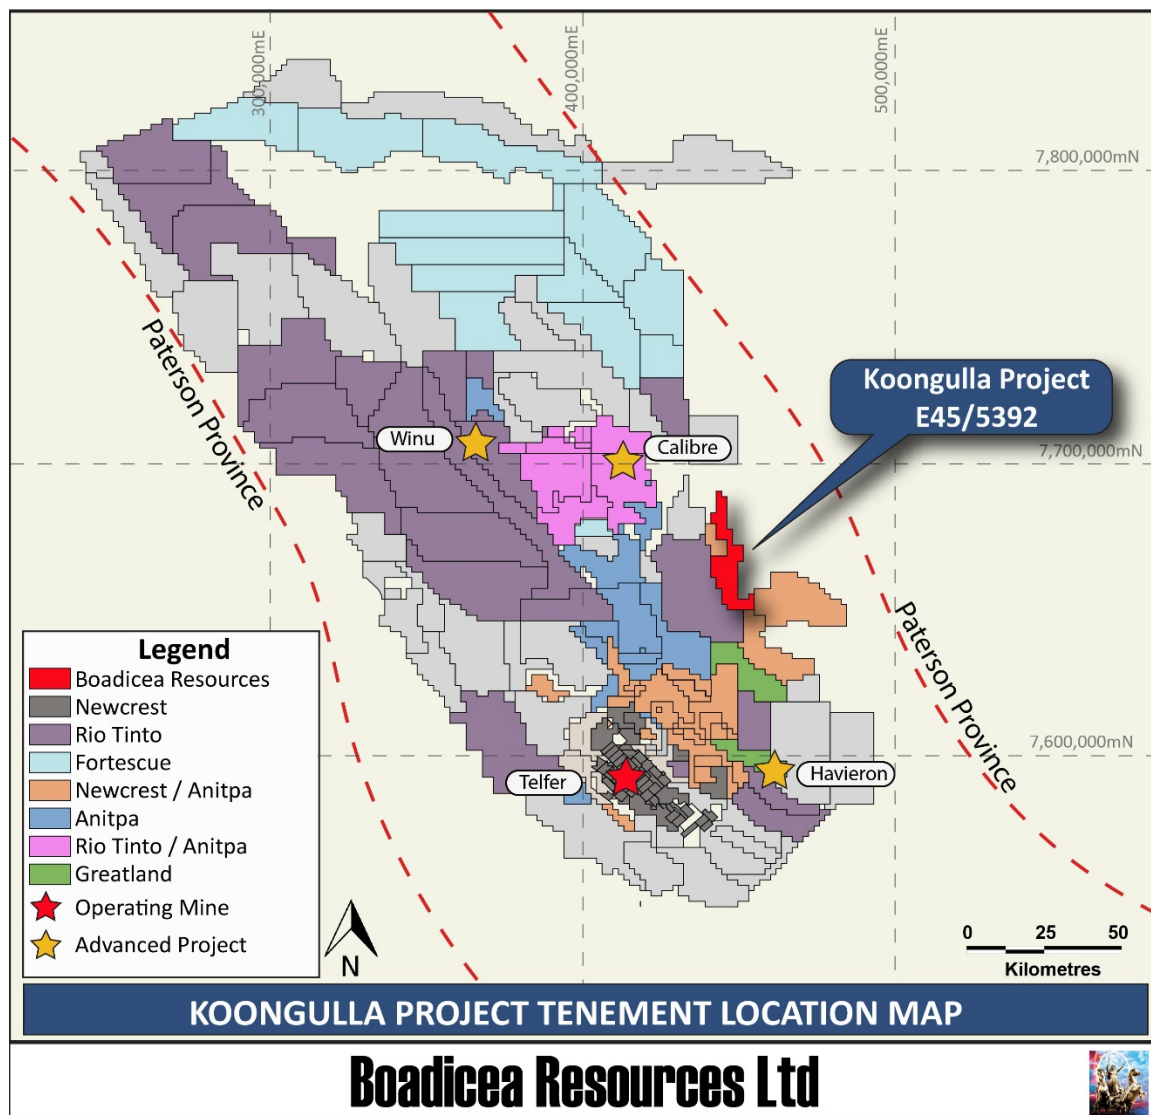 300,000mE
400,000mE
500,000mE
7,800,000mN
Koongulla Project
E45/5392
Paterson Province
Winu
Calibre
7,700,000mN
Paterson Province
Legend
Boadicea Resources
Newcrest
Rio Tinto
Fortescue
Newcrest / Anitpa
Anitpa
Rio Tinto / Anitpa
Greatland
Operating Mine
Advanced Project
7,600,000mN
Telfer
Havieron
N
0 25 50
Kilometres
KOONGULLA PROJECT TENEMENT LOCATION MAP
Boadicea Resources Ltd